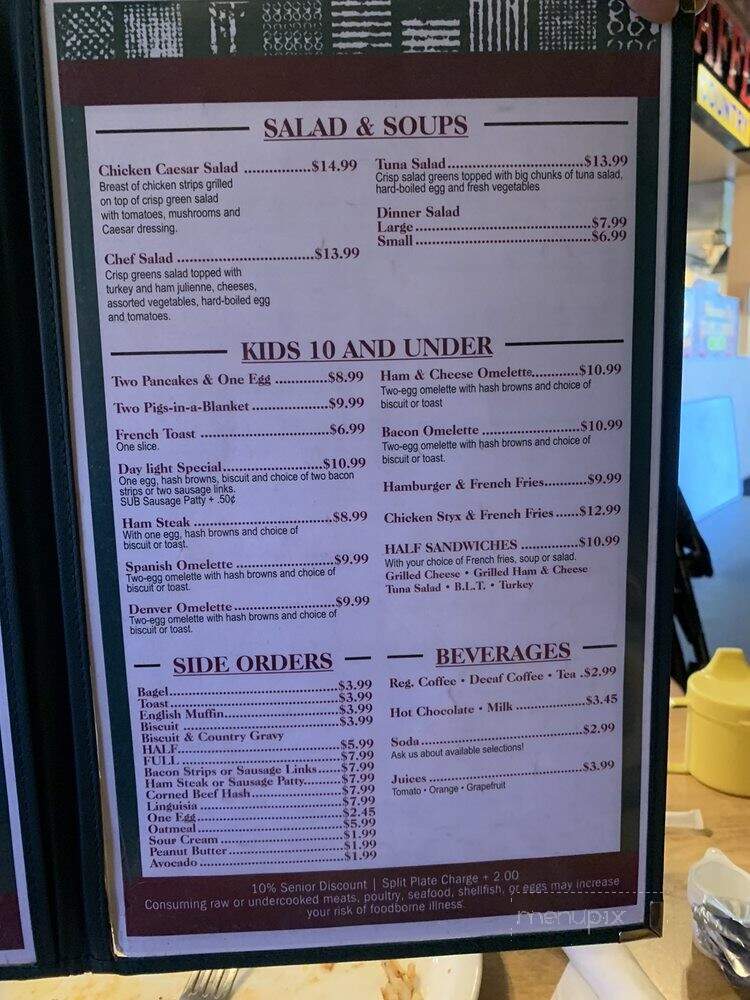 SALAD & SOUPS
Chicken Caesar Salad ................$14.99
Breast of chicken strips grilled
on top of crisp green salad
with tomatoes, mushrooms and
Caesar dressing.
Chef Salad ................................$13.99
Crisp greens salad topped with
turkey and ham julienne, cheeses,
assorted vegetables, hard-boiled egg
and tomatoes.
Tuna Salad................................$13.99
Crisp salad greens topped with big chunks of tuna salad,
hard-boiled egg and fresh vegetables
Dinner Salad
Large..........................................$7.99
Small ..........................................$6.99
KIDS 10 AND UNDER
Two Pancakes & One Egg .............$8.99
Two Pigs-in-a-Blanket ...................$9.99
French Toast ................................$6.99
One slice.
Day light Special.........................$10.99
One egg, hash browns, biscuit and choice of two bacon
strips or two sausage links.
SUB Sausage Patty + .50¢
Ham Steak ..................................$8.99
With one egg, hash browns and choice of
biscuit or toast.
Spanish Omelette ........................$9.99
Two-egg omelette with hash browns and choice of
biscuit or toast.
Denver Omelette.........................$9.99
Two-egg omelette with hash browns and choice of
biscuit or toast.
Ham & Cheese Omelette...........$10.99
Two-egg omelette with hash browns and choice of
biscuit or toast
Bacon Omelette ........................$10.99
Two-egg omelette with hash browns and choice of
biscuit or toast.
Hamburger & French Fries..........$9.99
Chicken Styx & French Fries ......$12.99
HALF SANDWICHES ..............$10.99
With your choice of French fries, soup or salad.
Grilled Cheese • Grilled Ham & Cheese
Tuna Salad • B.L.T. • Turkey
SIDE ORDERS
Bagel..........................................$3.99
Toast..........................................$3.99
English Muffin............................$3.99
Biscuit ........................................$3.99
Biscuit & Country Gravy
HALF..........................................$5.99
FULL ..........................................$7.99
Bacon Strips or Sausage Links......$7.99
Ham Steak or Sausage Patty.........$7.99
Corned Beef Hash......................$7.99
Linguisia ....................................$7.99
One Egg.....................................$2.45
Oatmeal.....................................$5.99
Sour Cream ................................$1.99
Peanut Butter..............................$1.99
Avocado .....................................$1.99
BEVERAGES
Reg. Coffee • Decaf Coffee • Tea .$2.99
Hot Chocolate • Milk ..................$3.45
Soda..........................................$2.99
Ask us about available selections!
Juices ........................................$3.99
Tomato • Orange • Grapefruit
10% Senior Discount | Split Plate Charge + 2.00
Consuming raw or undercooked meats, poultry, seafood, shellfish, or eggs may increase
your risk of foodborne illness.
menupix